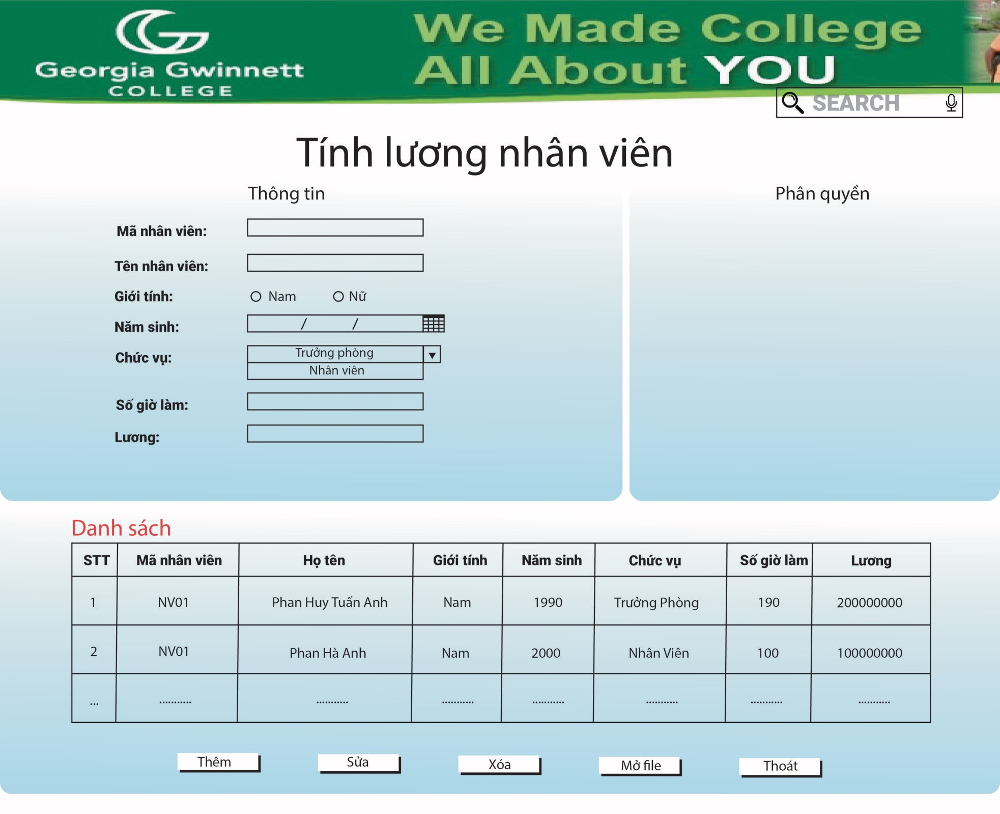 Georgia Gwinnett
COLLEGE
We Made College
All About YOU
SEARCH
Tính lương nhân viên
Thông tin
Phân quyền
Mã nhân viên:
Tên nhân viên:
Giới tính: Nam Nữ
Năm sinh: / /
Chức vụ: Trưởng phòng
Nhân viên
Số giờ làm:
Lương:
Danh sách
STT Mã nhân viên Họ tên Giới tính Năm sinh Chức vụ Số giờ làm Lương
1 NV01 Phan Huy Tuấn Anh Nam 1990 Trưởng Phòng 190 200000000
2 NV01 Phan Hà Anh Nam 2000 Nhân Viên 100 100000000
... ........... ........... ........... ........... ........... ........... ...........
Thêm Sửa Xóa Mở file Thoát